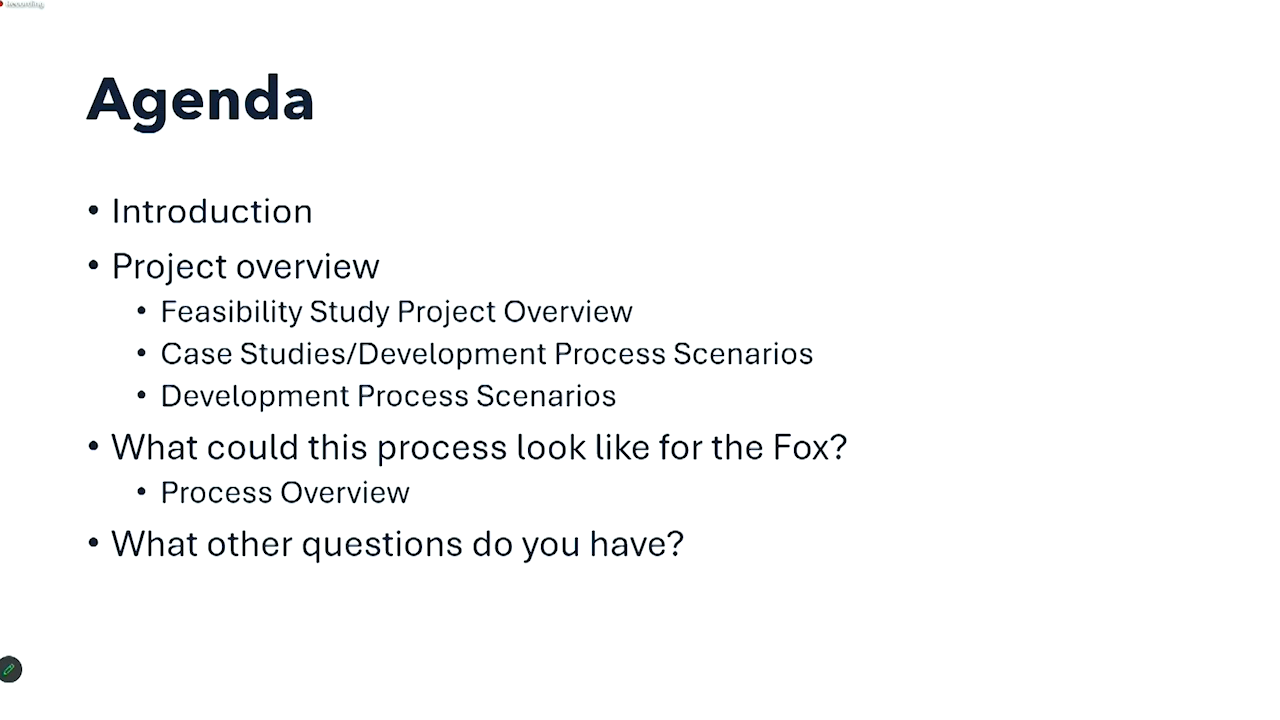 Recording
Agenda
• Introduction
• Project overview
• Feasibility Study Project Overview
• Case Studies/Development Process Scenarios
• Development Process Scenarios
• What could this process look like for the Fox?
• Process Overview
• What other questions do you have?